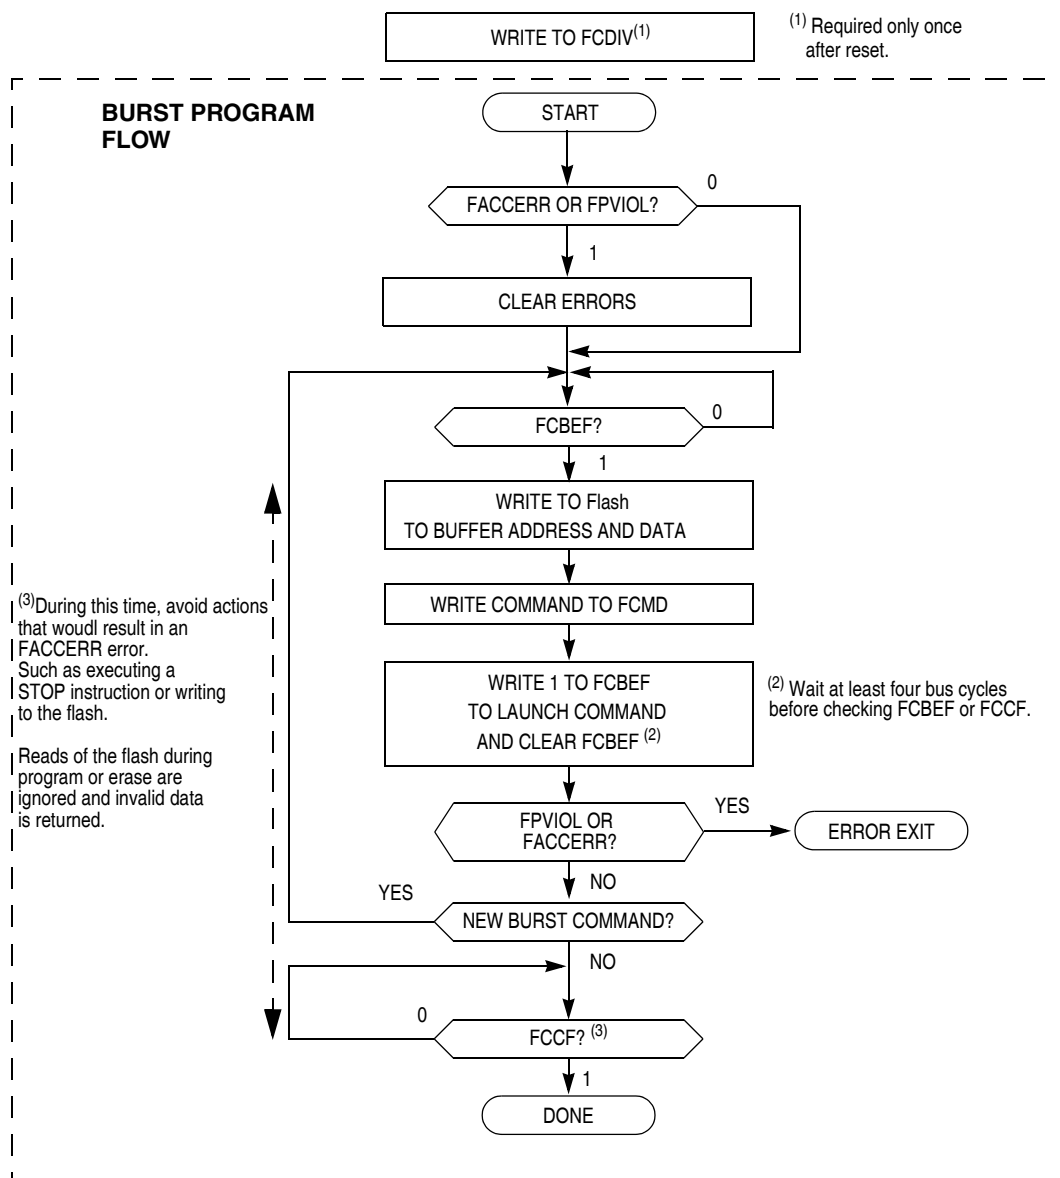 WRITE TO FCDIV(1)
(1) Required only once
after reset.
BURST PROGRAM
FLOW
START
FACCERR OR FPVIOL?
0
1
CLEAR ERRORS
FCBEF?
0
1
WRITE TO Flash
TO BUFFER ADDRESS AND DATA
WRITE COMMAND TO FCMD
(3)During this time, avoid actions
that woudl result in an
FACCERR error.
Such as executing a
STOP instruction or writing
to the flash.
Reads of the flash during
program or erase are
ignored and invalid data
is returned.
WRITE 1 TO FCBEF
TO LAUNCH COMMAND
AND CLEAR FCBEF (2)
(2) Wait at least four bus cycles
before checking FCBEF or FCCF.
FPVIOL OR
FACCERR?
YES
ERROR EXIT
NO
YES
NEW BURST COMMAND?
NO
0
FCCF? (3)
1
DONE